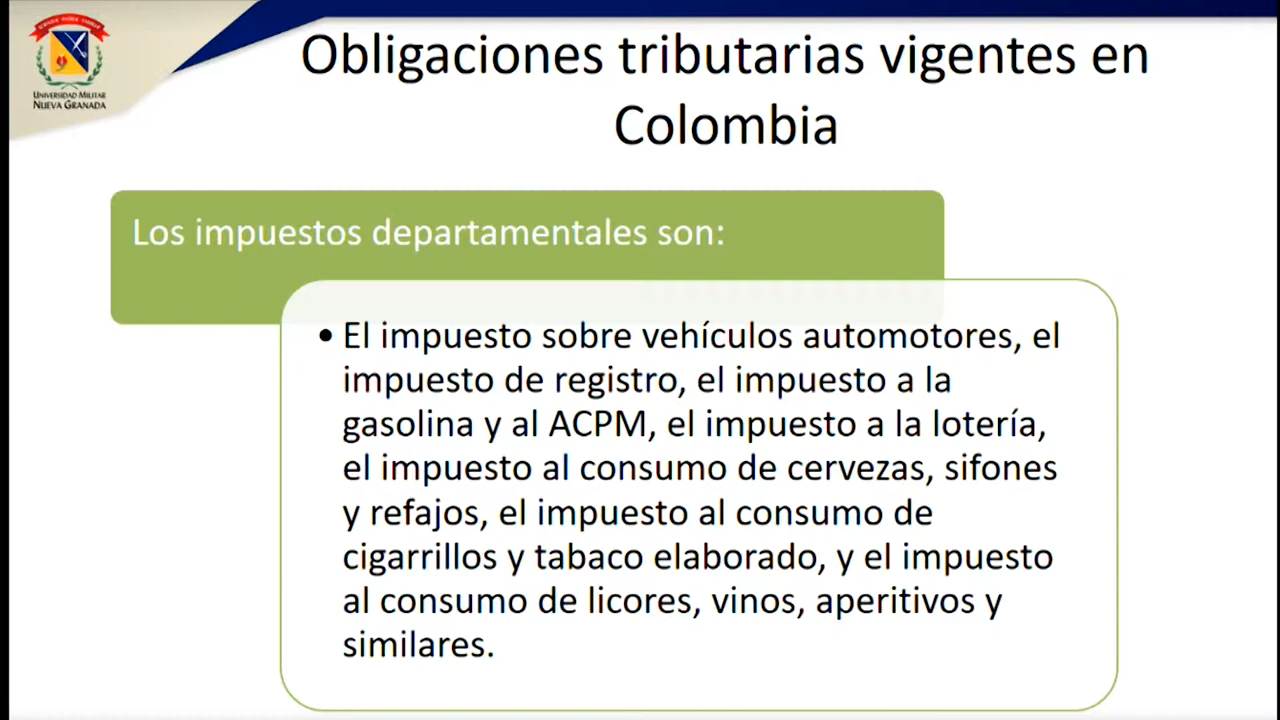 Obligaciones tributarias vigentes en
Colombia
UNIVERSIDAD MILITAR
NUEVA GRANADA
Los impuestos departamentales son:
• El impuesto sobre vehículos automotores, el
impuesto de registro, el impuesto a la
gasolina y al ACPM, el impuesto a la lotería,
el impuesto al consumo de cervezas, sifones
y refajos, el impuesto al consumo de
cigarrillos y tabaco elaborado, y el impuesto
al consumo de licores, vinos, aperitivos y
similares.